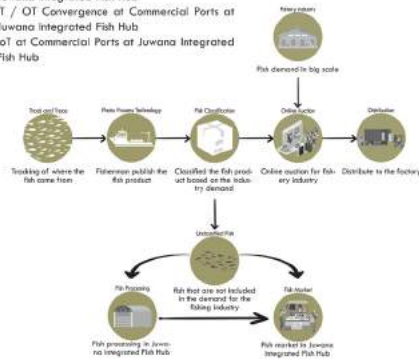 T / OT Convergence at Commercial Ports at
Juwana Integrated Fish Hub
IoT at Commercial Ports at Juwana Integrated
Fish Hub
Fishery Industry
Fish demand in big scale
Track and Trace
Photo Process Technology
Fish Classification
Online Auction
Distribution
Tracking of where the
fish come from
Fisherman publish the
fish product
Classified the fish prod-
uct based on the indus-
try demand
Online auction for fish-
ery industry
Distribute to the factory
Unclassified Fish
Fish that are not included
in the demand for the
fishing industry
Fish Processing
Fish Market
Fish processing in Juwa-
na integrated Fish Hub
Fish market in Juwana
Integrated Fish Hub